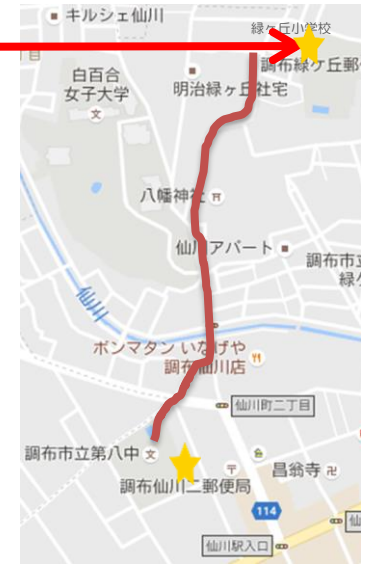 キルシェ仙川
緑ヶ丘小学校
調布緑ケ丘郵
白百合
女子大学
明治緑ヶ丘社宅
八幡神社
仙川アパート
調布市立
緑ケ
仙川
ボンマタン いなげや
調布仙川店
仙川町二丁目
調布市立第八中
昌翁寺
調布仙川二郵便局
114
仙
仙川駅入口